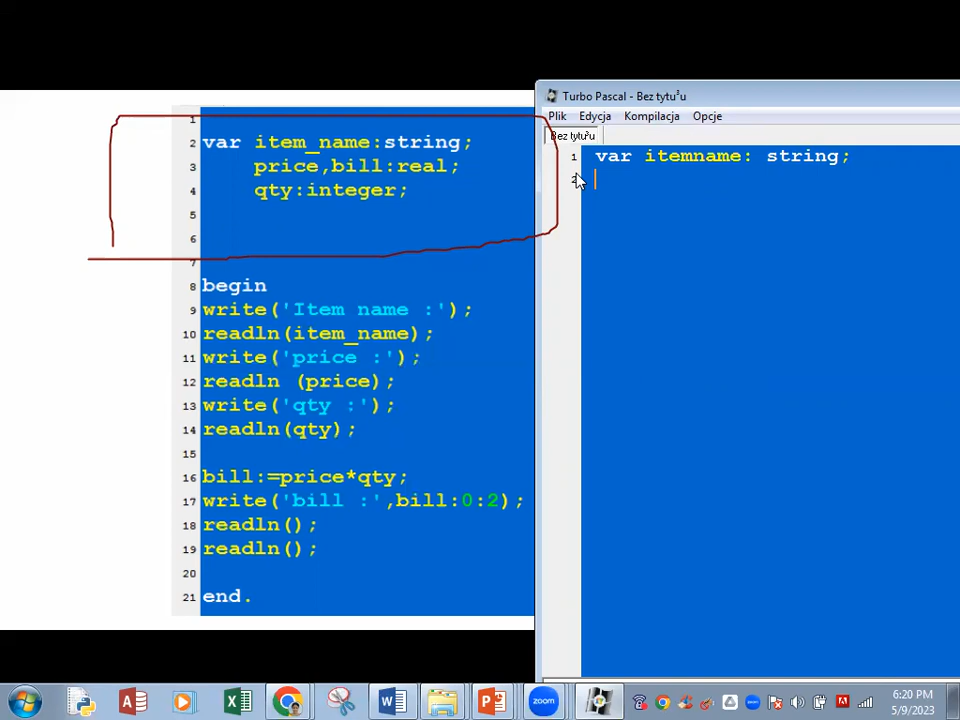 1
2 var item_name:string;
3 price,bill:real;
4 qty:integer;
5
6
7
8 begin
9 write('Item name :');
10 readln(item_name);
11 write('price :');
12 readln (price);
13 write('qty :');
14 readln(qty);
15
16 bill:=price*qty;
17 write('bill :',bill:0:2);
18 readln();
19 readln();
20
21 end.
Turbo Pascal - Bez tytu³u
Plik Edycja Kompilacja Opcje
Bez tytu³u
1 var itemname: string;
2
zoom
6:20 PM
5/9/2023